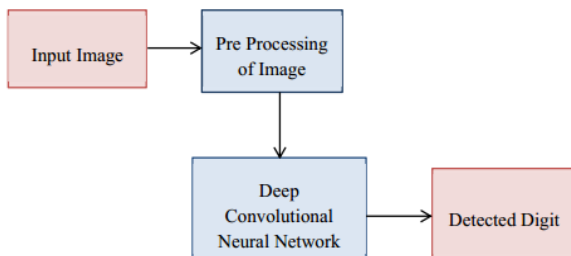 Input Image
Pre Processing
of Image
Deep
Convolutional
Neural Network
Detected Digit